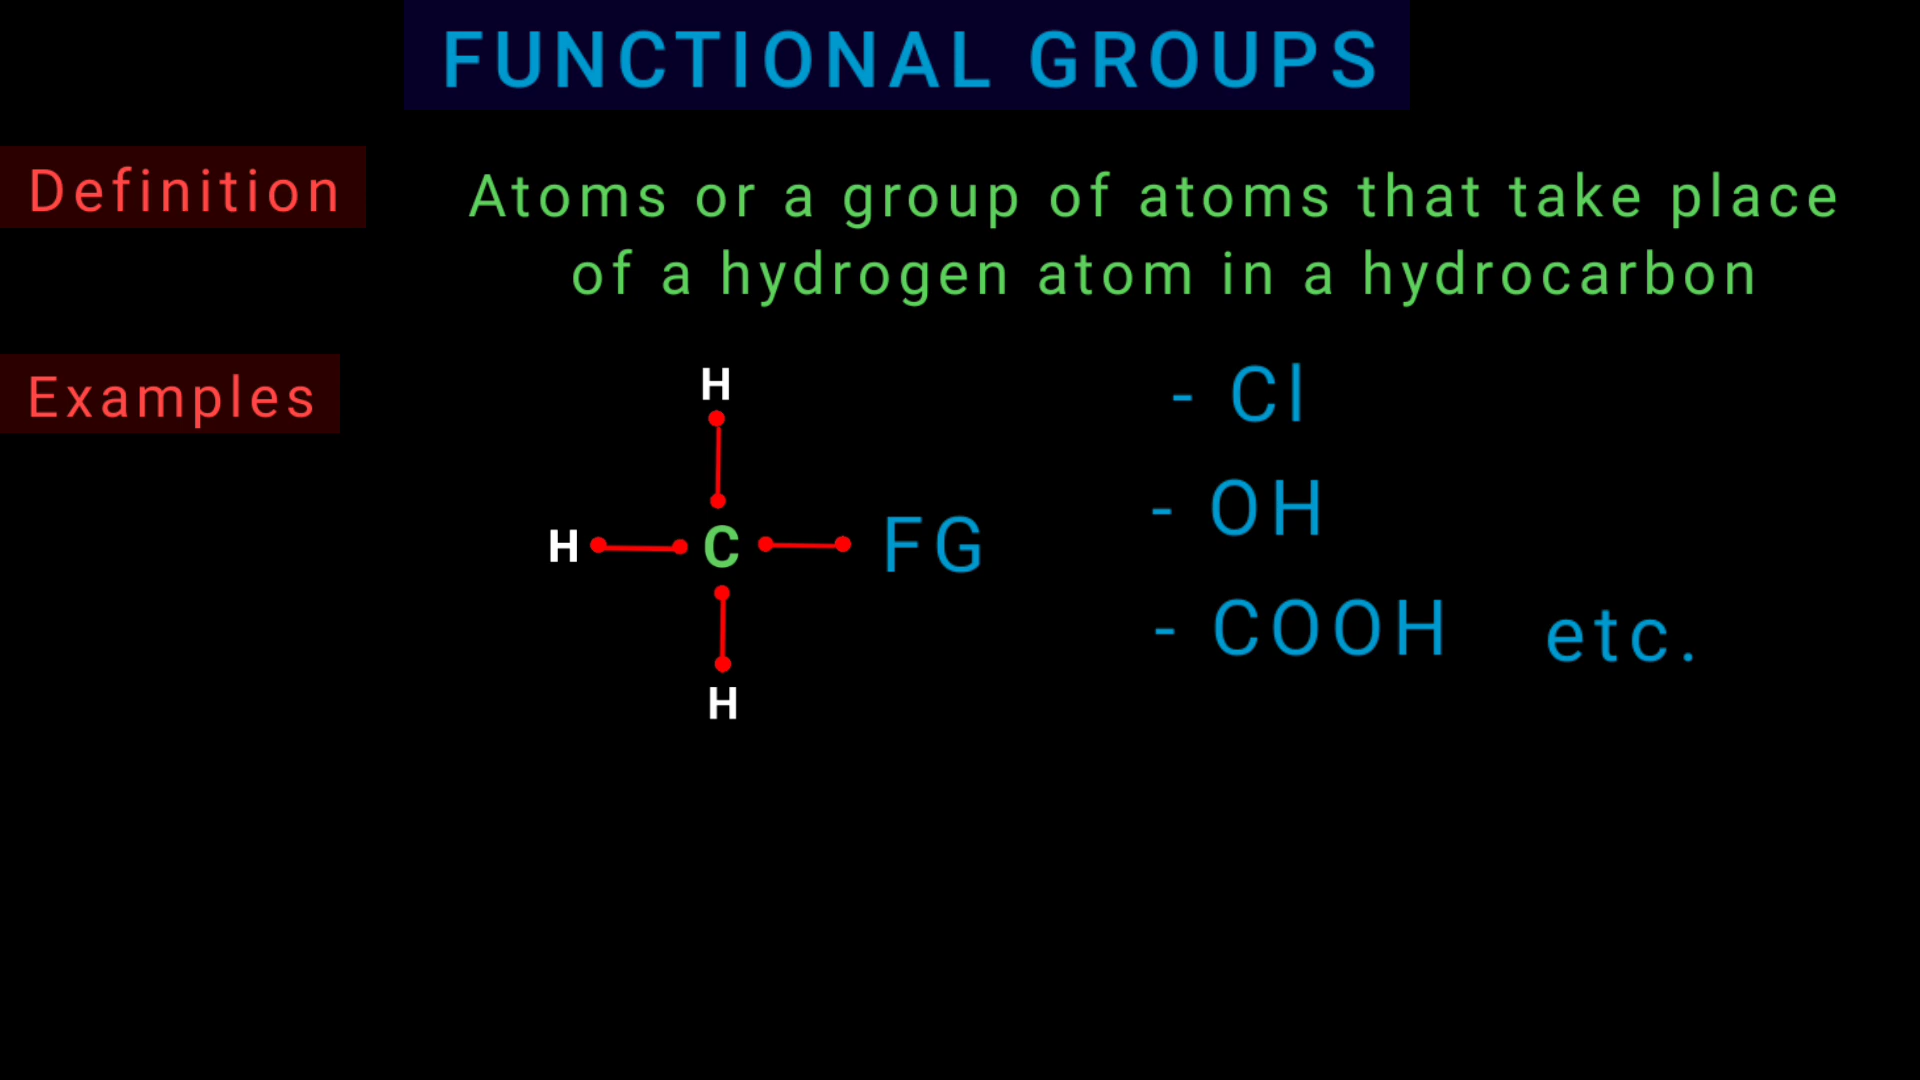 FUNCTIONAL GROUPS
Definition
Atoms or a group of atoms that take place
of a hydrogen atom in a hydrocarbon
Examples
H
H C FG
H
- Cl
- OH
- COOH etc.